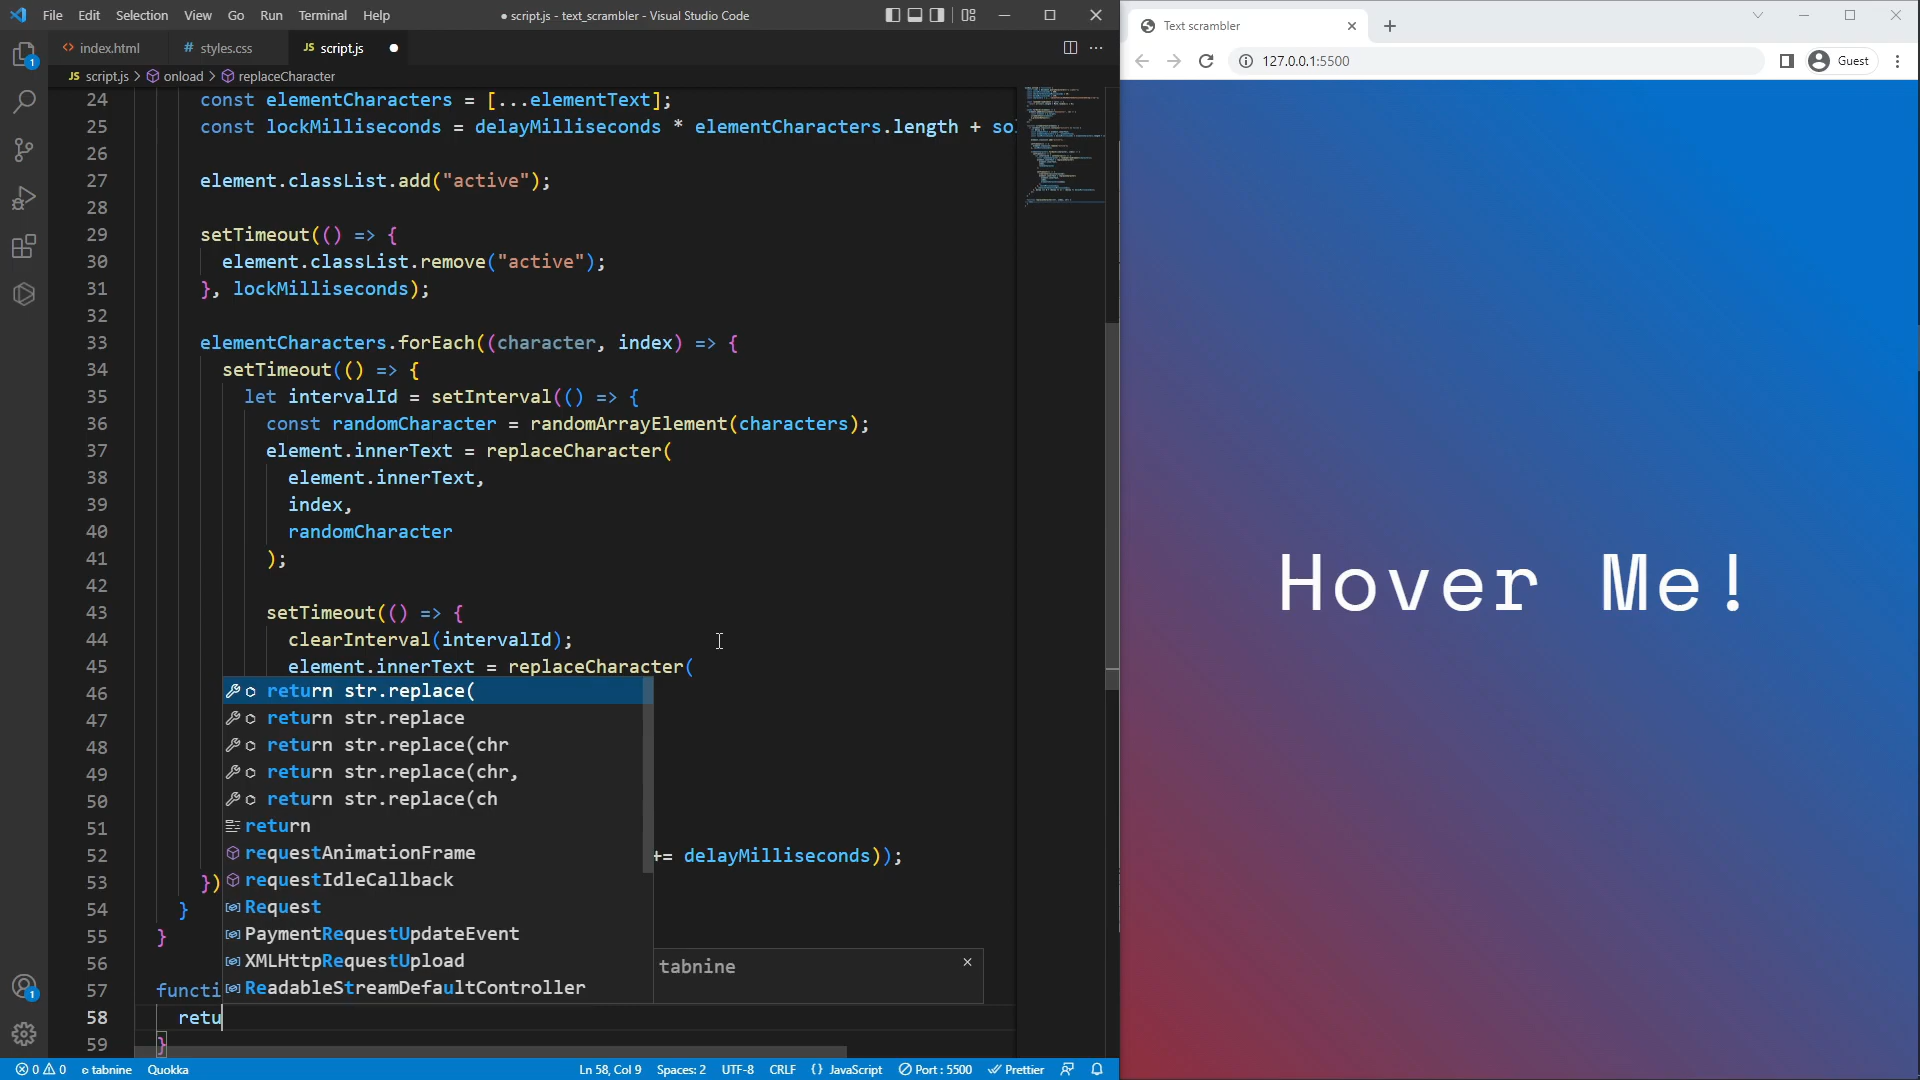 File Edit Selection View Go Run Terminal Help
● script.js - text_scrambler - Visual Studio Code
index.html
# styles.css
JS script.js ●
JS script.js > onload > replaceCharacter
24 const elementCharacters = [...elementText];
25 const lockMilliseconds = delayMilliseconds * elementCharacters.length + so
26
27 element.classList.add("active");
28
29 setTimeout(() => {
30 element.classList.remove("active");
31 }, lockMilliseconds);
32
33 elementCharacters.forEach((character, index) => {
34 setTimeout(() => {
35 let intervalId = setInterval(() => {
36 const randomCharacter = randomArrayElement(characters);
37 element.innerText = replaceCharacter(
38 element.innerText,
39 index,
40 randomCharacter
41 );
42
43 setTimeout(() => {
44 clearInterval(intervalId);
45 element.innerText = replaceCharacter(
46
47
48
49
50
51
52 += delayMilliseconds));
53 })
54 }
55 }
56
57 functi
58 retu
59 }
return str.replace(
return str.replace
return str.replace(chr
return str.replace(chr,
return str.replace(ch
return
requestAnimationFrame
requestIdleCallback
Request
PaymentRequestUpdateEvent
XMLHttpRequestUpload
ReadableStreamDefaultController
tabnine
1
1
0 0 tabnine Quokka
Ln 58, Col 9 Spaces: 2 UTF-8 CRLF {} JavaScript Port : 5500 Prettier
Text scrambler
127.0.0.1:5500
Guest
Hover Me!